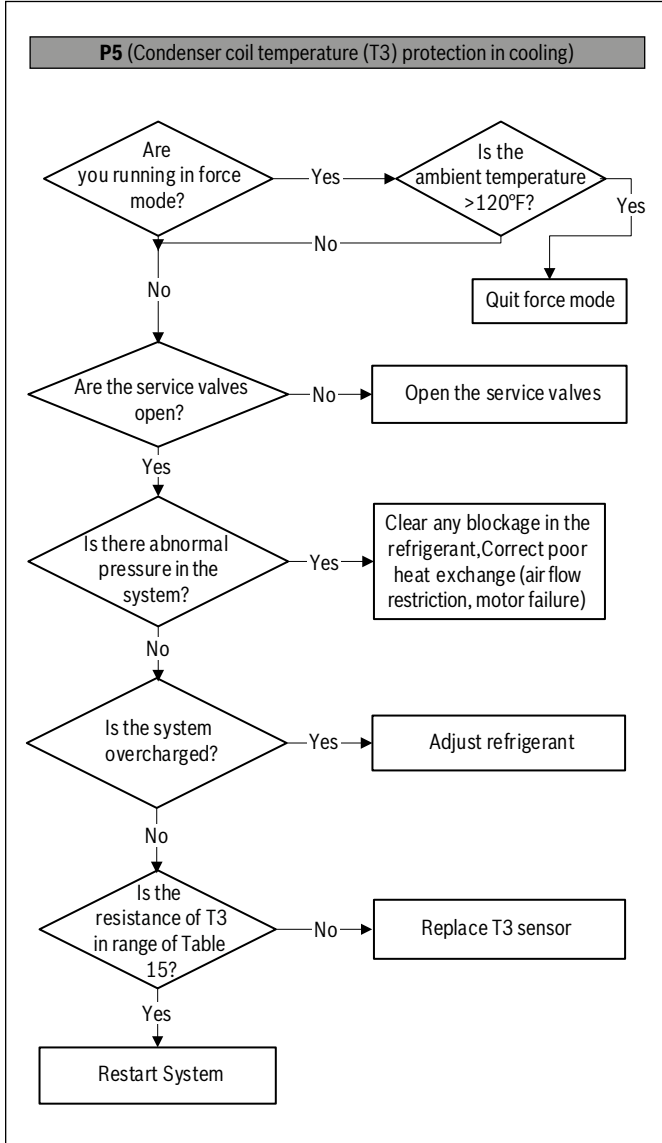 P5 (Condenser coil temperature (T3) protection in cooling)
Are
you running in force
mode?
Yes
Is the
ambient temperature
>120°F?
Yes
No
No
Quit force mode
Are the service valves
open?
No
Open the service valves
Yes
Is there abnormal
pressure in the
system?
Yes
Clear any blockage in the
refrigerant,Correct poor
heat exchange (air flow
restriction, motor failure)
No
Is the system
overcharged?
Yes
Adjust refrigerant
No
Is the
resistance of T3
in range of Table
15?
No
Replace T3 sensor
Yes
Restart System